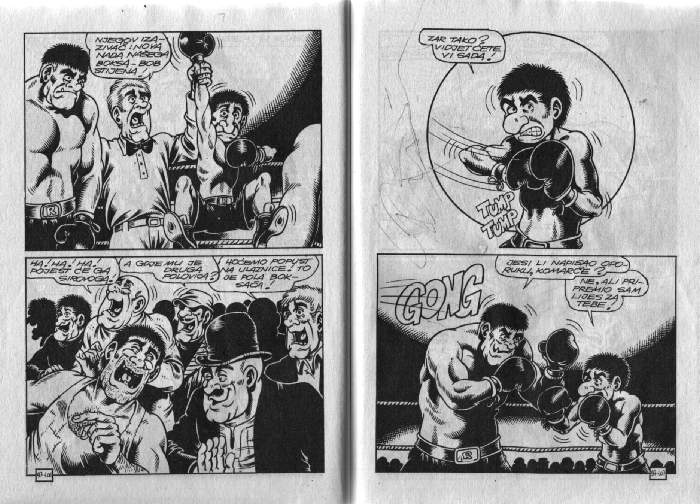 NJEGOV IZA-
ZIVAČ I NOVA
NADA NAŠEGA
BOKSA - BOB
STIJENA!
HA! HA! HA!
POJEST ĆE GA
SIROVOGA!
A GDJE MU JE
DRUGA
POLOVICA?
HOĆEMO POPUST
NA ULAZNICE! TO
JE POLA BOK-
SAČA!
ZAR TAKO?
VIDJET ĆETE
VI SADA!
TUMP
TUMP
GONG
JESI LI NAPISAO OPO-
RUKU, KOMARČE?
NE, ALI PRI-
PREMIO SAM
LIJES ZA
TEBE!